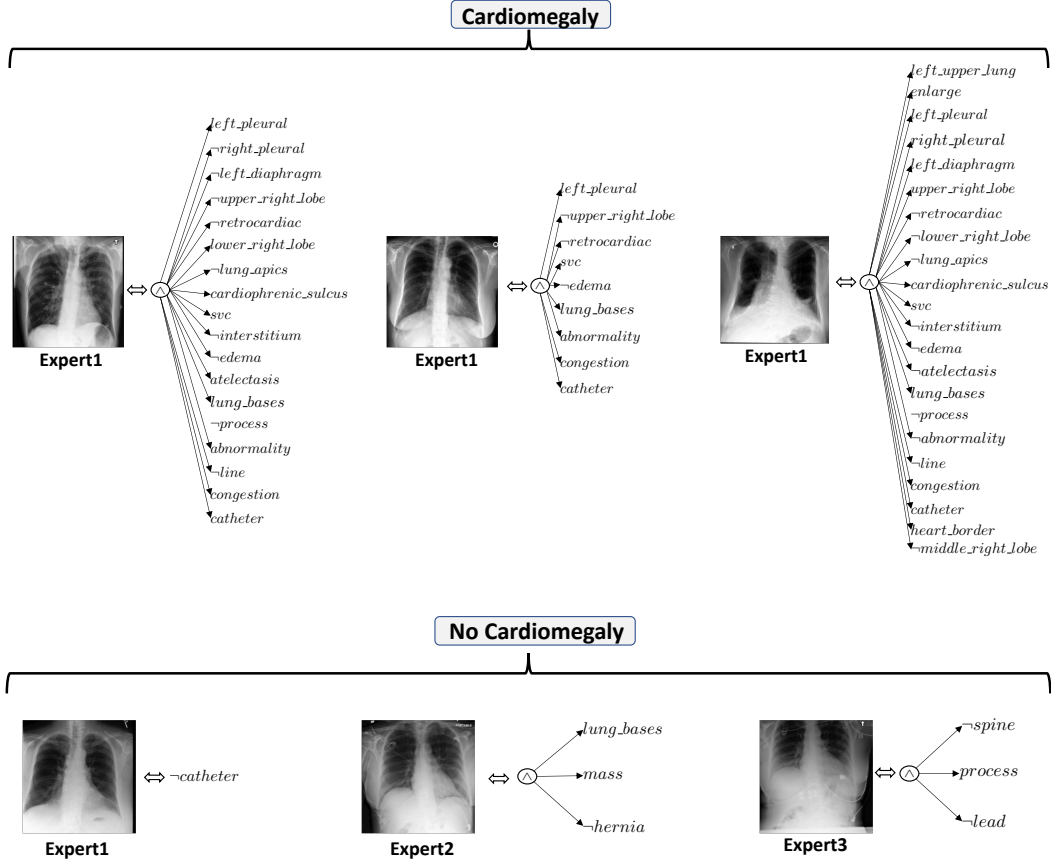 Cardiomegaly
left_pleural
¬right_pleural
¬left_diaphragm
¬upper_right_lobe
¬retrocardiac
lower_right_lobe
¬lung_apics
cardiophrenic_sulcus
svc
¬interstitium
¬edema
atelectasis
lung_bases
¬process
abnormality
¬line
congestion
catheter
Expert1
left_pleural
¬upper_right_lobe
¬retrocardiac
svc
¬edema
lung_bases
abnormality
congestion
catheter
Expert1
left_upper_lung
enlarge
left_pleural
right_pleural
left_diaphragm
upper_right_lobe
¬retrocardiac
¬lower_right_lobe
¬lung_apics
cardiophrenic_sulcus
svc
¬interstitium
¬edema
¬atelectasis
lung_bases
¬process
¬abnormality
¬line
congestion
catheter
heart_border
¬middle_right_lobe
Expert1
No Cardiomegaly
¬catheter
Expert1
lung_bases
mass
¬hernia
Expert2
¬spine
process
¬lead
Expert3